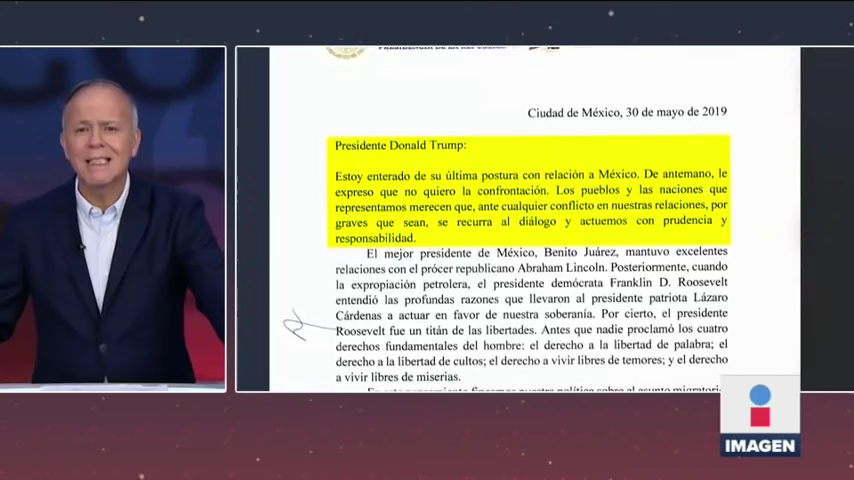 Ciudad de México, 30 de mayo de 2019
Presidente Donald Trump:
Estoy enterado de su última postura con relación a México. De antemano, le
expreso que no quiero la confrontación. Los pueblos y las naciones que
representamos merecen que, ante cualquier conflicto en nuestras relaciones, por
graves que sean, se recurra al diálogo y actuemos con prudencia y
responsabilidad.
El mejor presidente de México, Benito Juárez, mantuvo excelentes
relaciones con el prócer republicano Abraham Lincoln. Posteriormente, cuando
la expropiación petrolera, el presidente demócrata Franklin D. Roosevelt
entendió las profundas razones que llevaron al presidente patriota Lázaro
Cárdenas a actuar en favor de nuestra soberanía. Por cierto, el presidente
Roosevelt fue un titán de las libertades. Antes que nadie proclamó los cuatro
derechos fundamentales del hombre: el derecho a la libertad de palabra; el
derecho a la libertad de cultos; el derecho a vivir libres de temores; y el derecho
a vivir libres de miserias.
IMAGEN